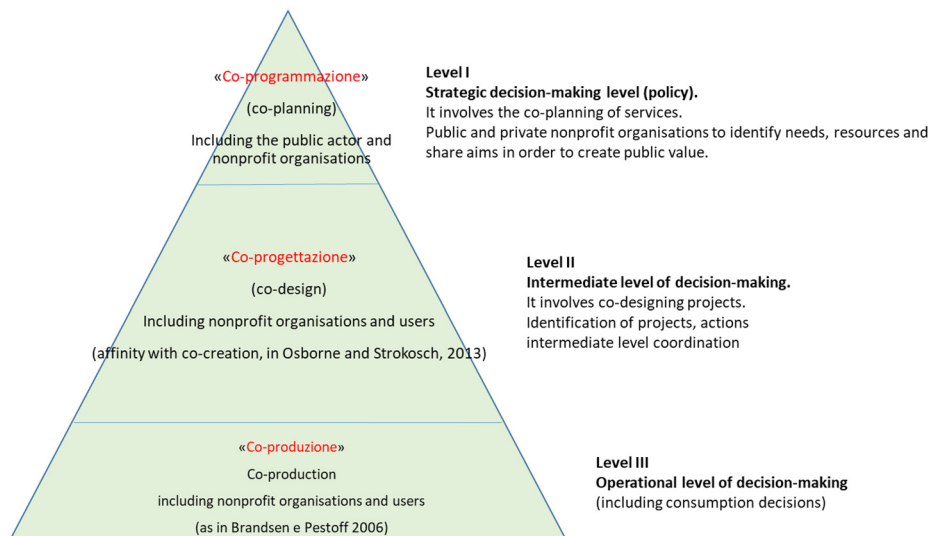 «Co-programmazione»
(co-planning)
Including the public actor and
nonprofit organisations
Level I
Strategic decision-making level (policy).
It involves the co-planning of services.
Public and private nonprofit organisations to identify needs, resources and
share aims in order to create public value.
«Co-progettazione»
(co-design)
Including nonprofit organisations and users
(affinity with co-creation, in Osborne and Strokosch, 2013)
Level II
Intermediate level of decision-making.
It involves co-designing projects.
Identification of projects, actions
intermediate level coordination
«Co-produzione»
Co-production
including nonprofit organisations and users
(as in Brandsen e Pestoff 2006)
Level III
Operational level of decision-making
(including consumption decisions)